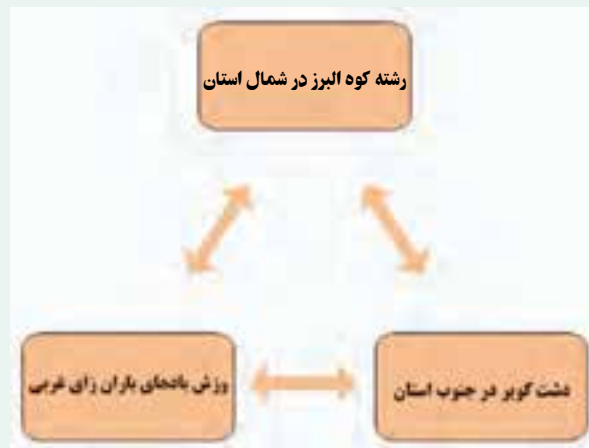 رشته کوه البرز در شمال استان
وزش بادهای باران زای غربی
دشت کویر در جنوب استان